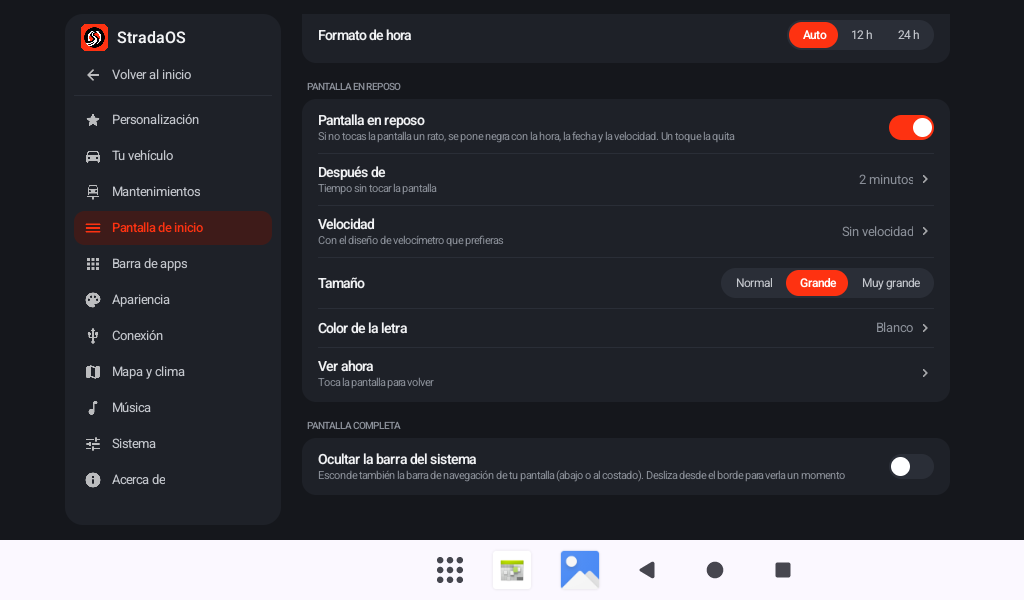 StradaOS
Volver al inicio
Personalización
Tu vehículo
Mantenimientos
Pantalla de inicio
Barra de apps
Apariencia
Conexión
Mapa y clima
Música
Sistema
Acerca de
Formato de hora
Auto 12 h 24 h
PANTALLA EN REPOSO
Pantalla en reposo
Si no tocas la pantalla un rato, se pone negra con la hora, la fecha y la velocidad. Un toque la quita
Después de
Tiempo sin tocar la pantalla
2 minutos
Velocidad
Con el diseño de velocímetro que prefieras
Sin velocidad
Tamaño
Normal Grande Muy grande
Color de la letra
Blanco
Ver ahora
Toca la pantalla para volver
PANTALLA COMPLETA
Ocultar la barra del sistema
Esconde también la barra de navegación de tu pantalla (abajo o al costado). Desliza desde el borde para verla un momento